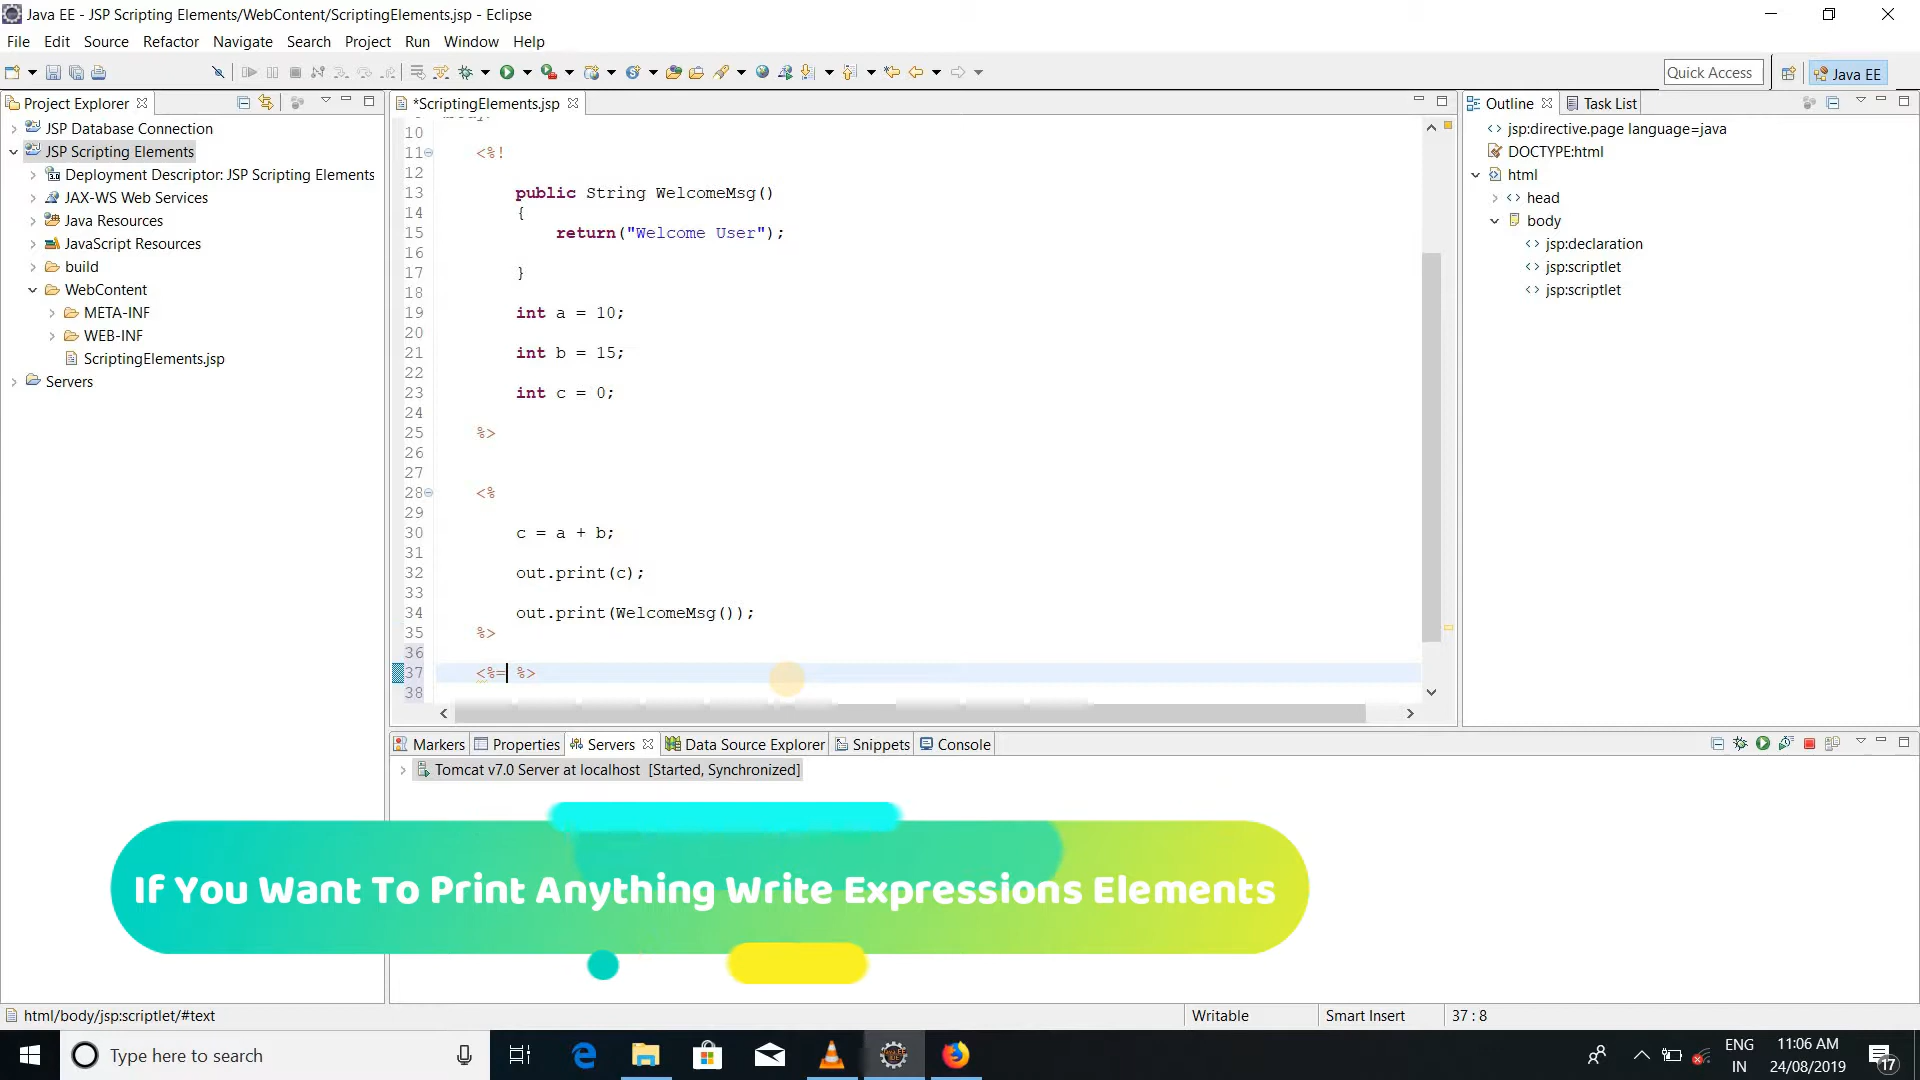 Java EE - JSP Scripting Elements/WebContent/ScriptingElements.jsp - Eclipse
File Edit Source Refactor Navigate Search Project Run Window Help
Quick Access
Java EE
Project Explorer
JSP Database Connection
JSP Scripting Elements
Deployment Descriptor: JSP Scripting Elements
JAX-WS Web Services
Java Resources
JavaScript Resources
build
WebContent
META-INF
WEB-INF
ScriptingElements.jsp
Servers
*ScriptingElements.jsp
10
11 <%!
12
13 public String WelcomeMsg()
14 {
15 return("Welcome User");
16
17 }
18
19 int a = 10;
20
21 int b = 15;
22
23 int c = 0;
24
25 %>
26
27
28 <%
29
30 c = a + b;
31
32 out.print(c);
33
34 out.print(WelcomeMsg());
35 %>
36
37 <%= %>
38
Outline Task List
jsp:directive.page language=java
DOCTYPE:html
html
head
body
jsp:declaration
jsp:scriptlet
jsp:scriptlet
Markers Properties Servers Data Source Explorer Snippets Console
Tomcat v7.0 Server at localhost [Started, Synchronized]
If You Want To Print Anything Write Expressions Elements
html/body/jsp:scriptlet/#text
Writable
Smart Insert
37 : 8
Type here to search
ENG
IN
11:06 AM
24/08/2019
17